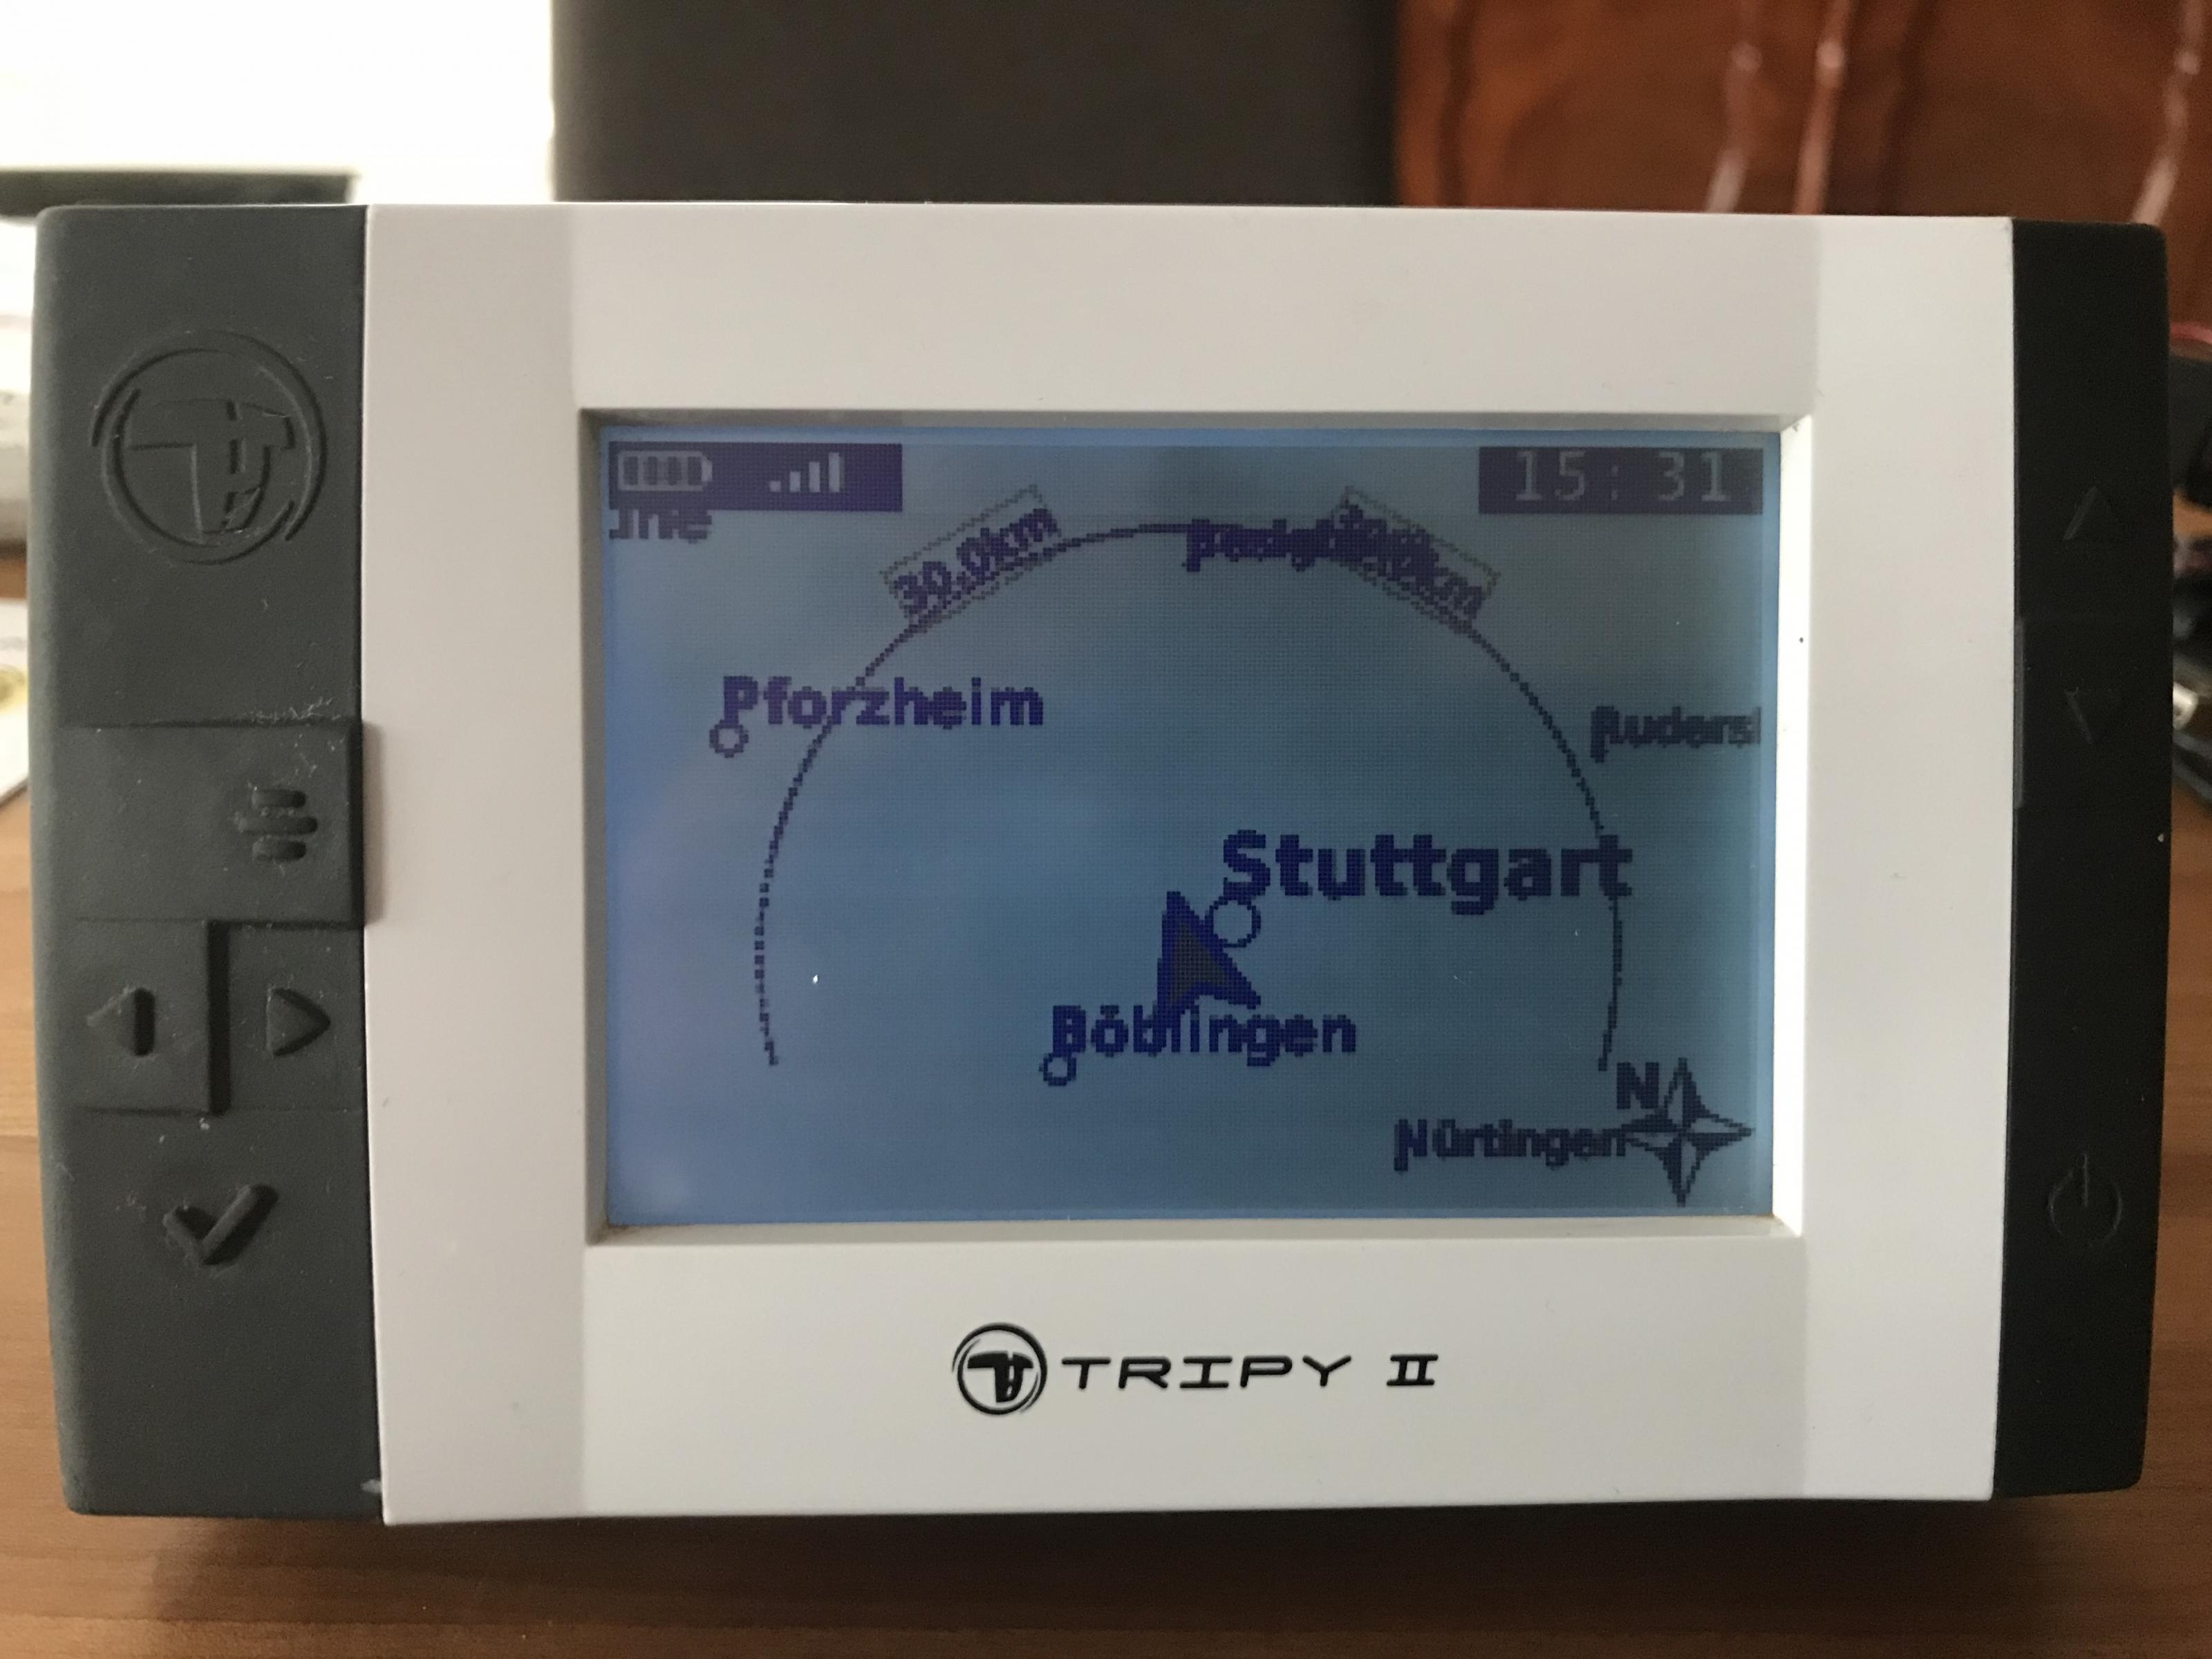 15:31
30.0km
Pforzheim
Stuttgart
Böblingen
N
Nürtingen
TRIPY II